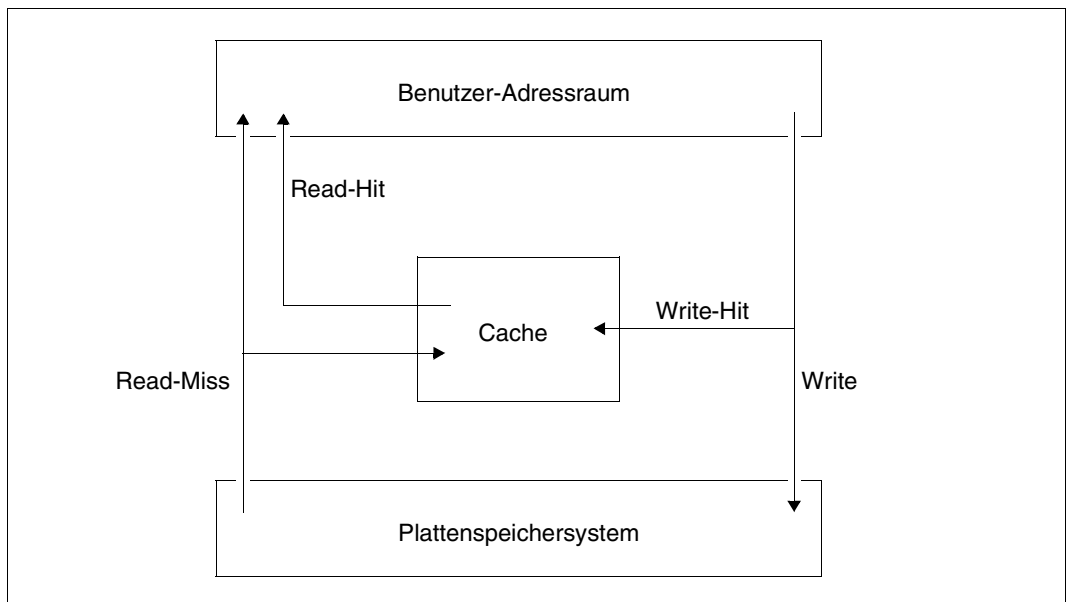 Benutzer-Adressraum
Read-Hit
Write-Hit
Cache
Read-Miss
Write
Plattenspeichersystem